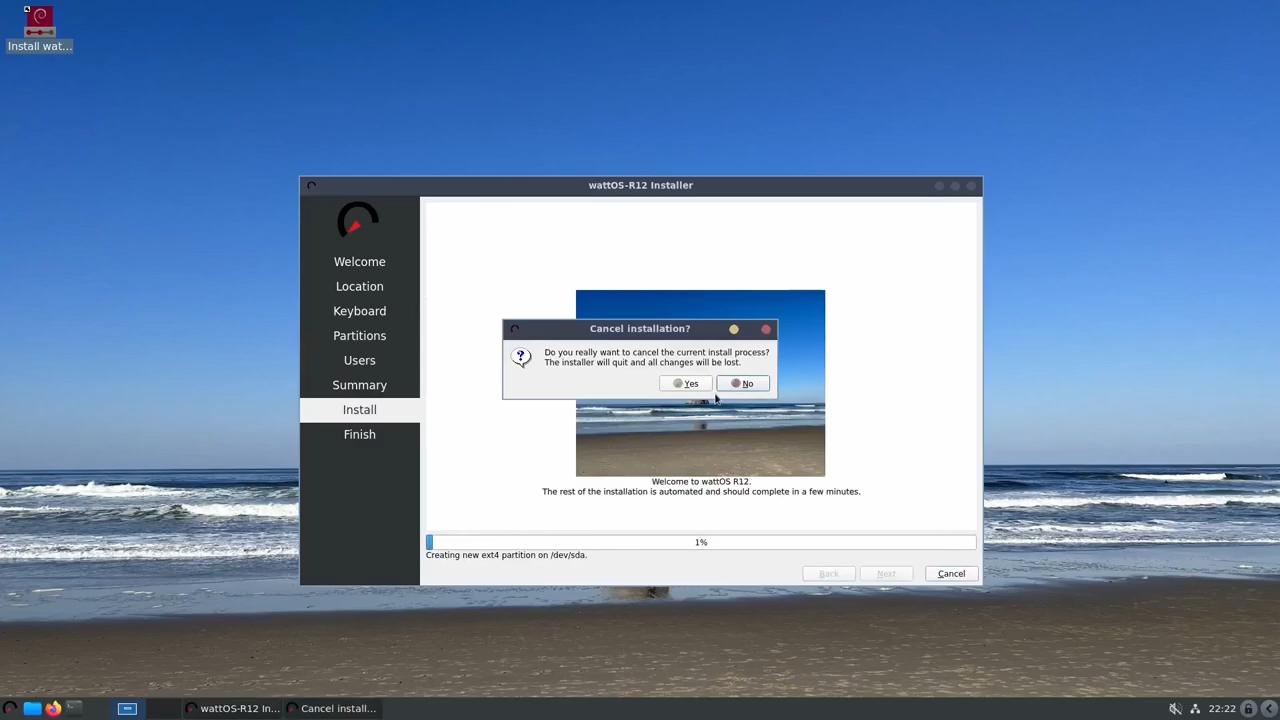 Install wat...
wattOS-R12 Installer
Welcome
Location
Keyboard
Partitions
Users
Summary
Install
Finish
Cancel installation?
Do you really want to cancel the current install process?
The installer will quit and all changes will be lost.
Yes
No
Welcome to wattOS R12.
The rest of the installation is automated and should complete in a few minutes.
1%
Creating new ext4 partition on /dev/sda.
Back
Next
Cancel
wattOS-R12 In...
Cancel install...
22:22